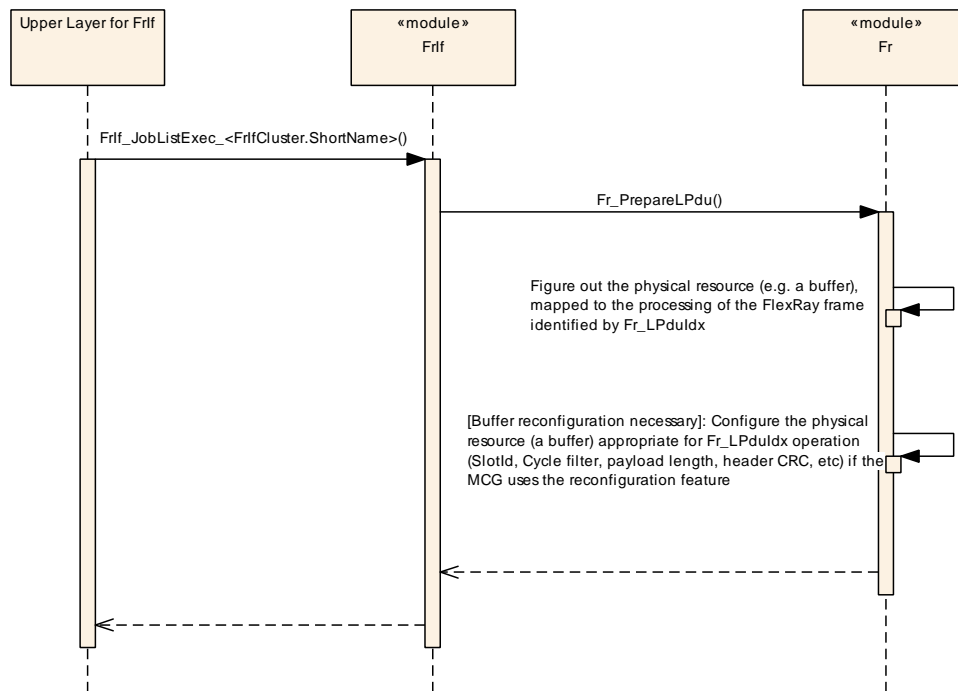 Upper Layer for FrIf
«module»
FrIf
«module»
Fr
FrIf_JobListExec_<FrIfCluster.ShortName>()
Fr_PrepareLPdu()
Figure out the physical resource (e.g. a buffer),
mapped to the processing of the FlexRay frame
identified by Fr_LPduIdx
[Buffer reconfiguration necessary]: Configure the physical
resource (a buffer) appropriate for Fr_LPduIdx operation
(SlotId, Cycle filter, payload length, header CRC, etc) if the
MCG uses the reconfiguration feature